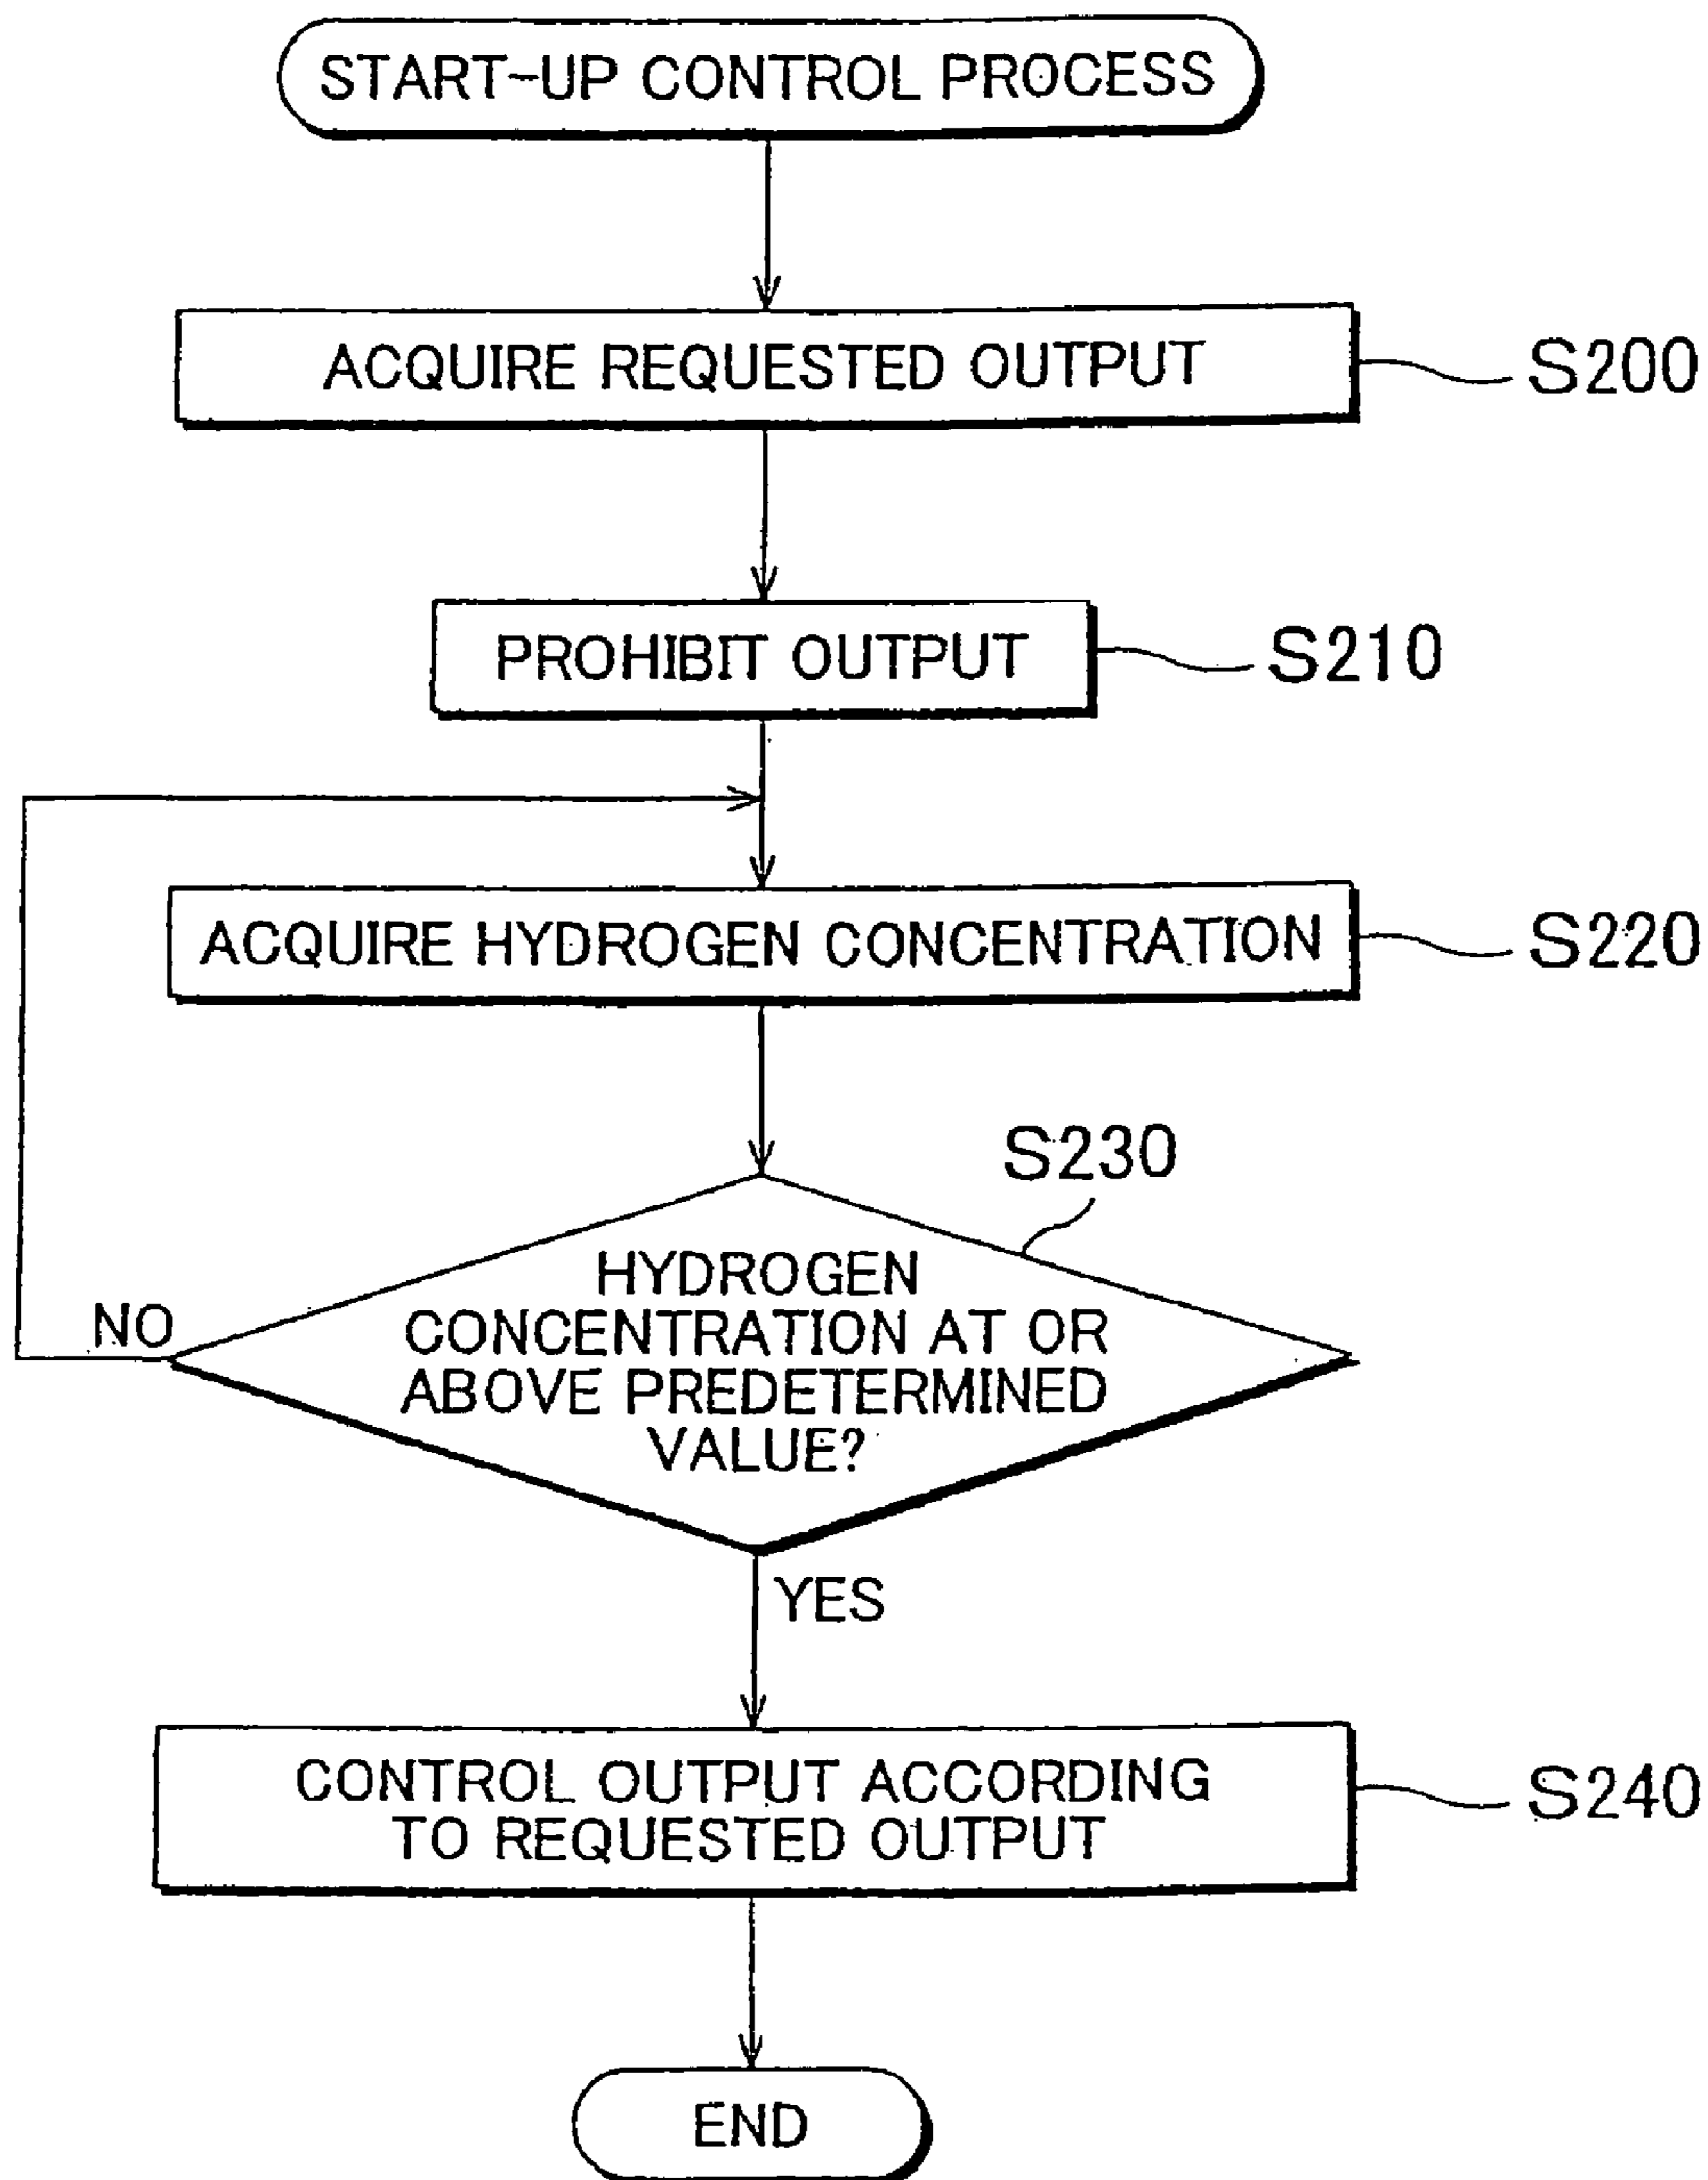 START-UP CONTROL PROCESS
ACQUIRE REQUESTED OUTPUT
S200
PROHIBIT OUTPUT
S210
ACQUIRE HYDROGEN CONCENTRATION
S220
S230
HYDROGEN
CONCENTRATION AT OR
ABOVE PREDETERMINED
VALUE?
NO
YES
CONTROL OUTPUT ACCORDING
TO REQUESTED OUTPUT
S240
END